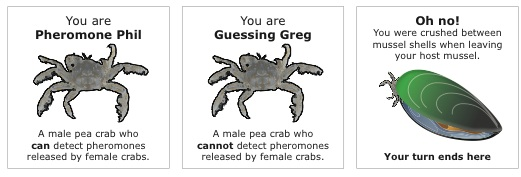 You are
Pheromone Phil
A male pea crab who
can detect pheromones
released by female crabs.
You are
Guessing Greg
A male pea crab who
cannot detect pheromones
released by female crabs.
Oh no!
You were crushed between
mussel shells when leaving
your host mussel.
Your turn ends here